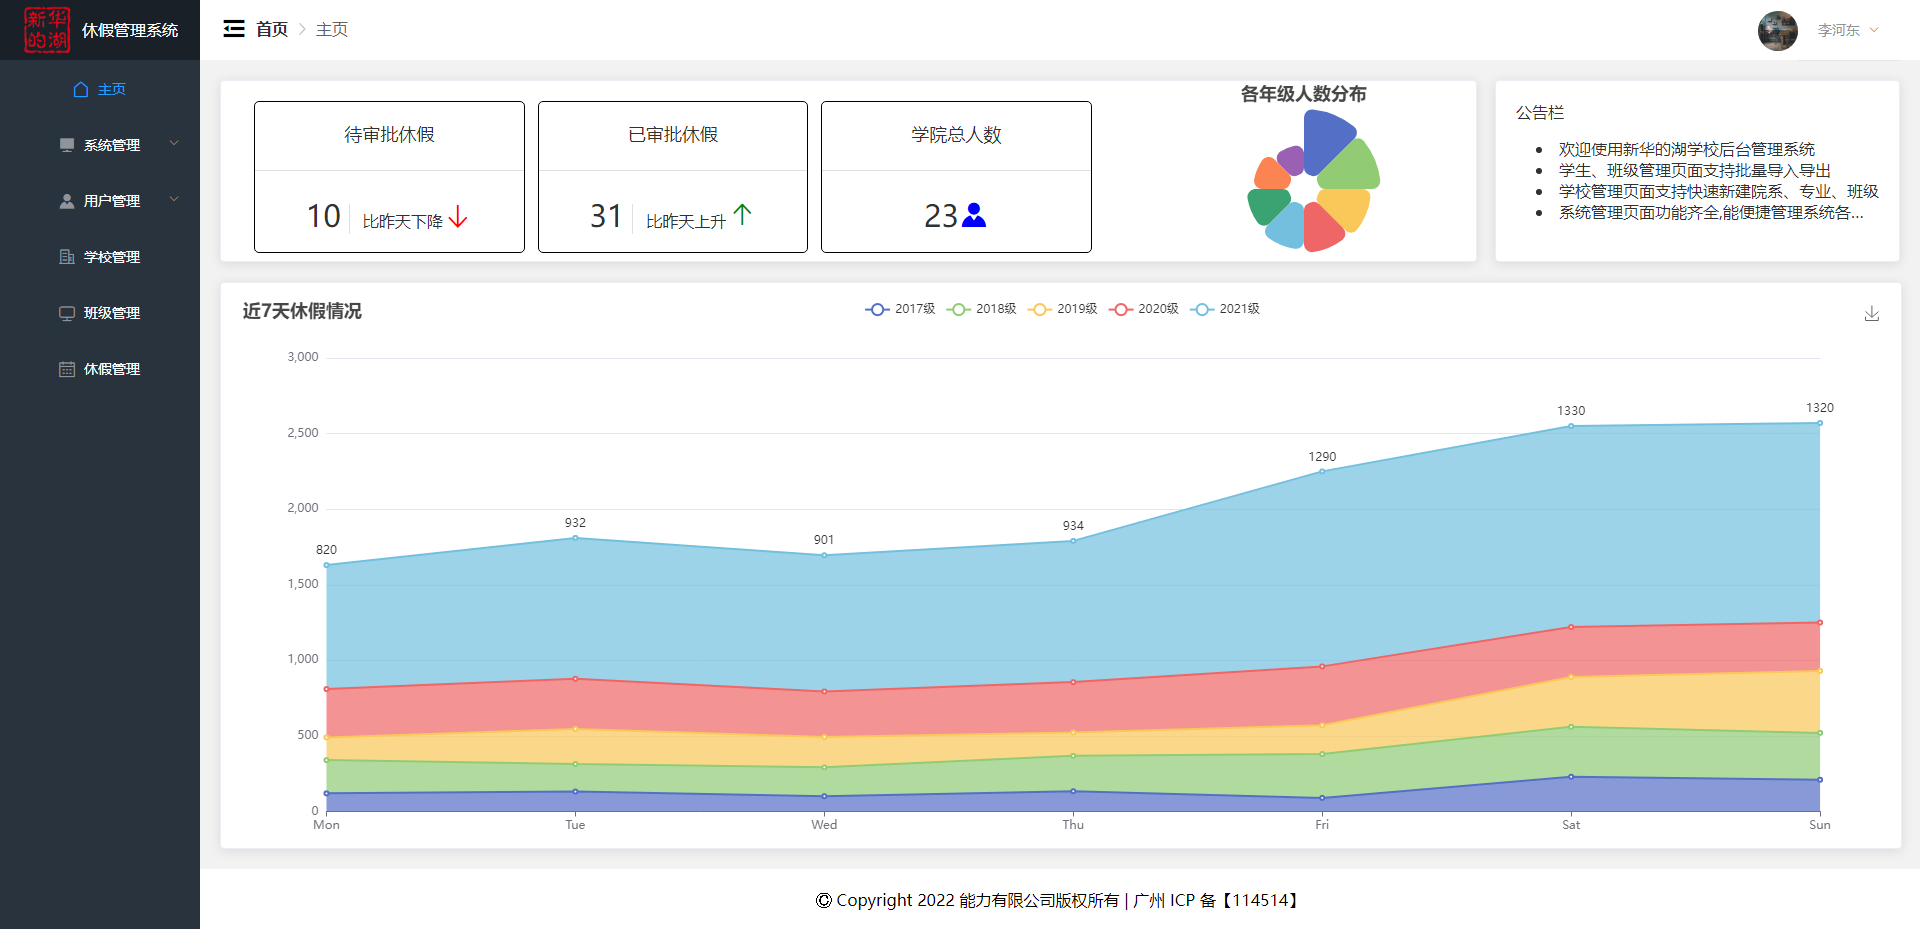 新华的湖
休假管理系统
首页
主页
李河东
主页
系统管理
用户管理
学校管理
班级管理
休假管理
待审批休假
10 比昨天下降
已审批休假
31 比昨天上升
学院总人数
23
各年级人数分布
公告栏
欢迎使用新华的湖学校后台管理系统
学生、班级管理页面支持批量导入导出
学校管理页面支持快速新建院系、专业、班级
系统管理页面功能齐全,能便捷管理系统各...
近7天休假情况
2017级 2018级 2019级 2020级 2021级
3,000
2,500
2,000
1,500
1,000
500
0
820 932 901 934 1290 1330 1320
Mon Tue Wed Thu Fri Sat Sun
© Copyright 2022 能力有限公司版权所有 | 广州 ICP 备【114514】